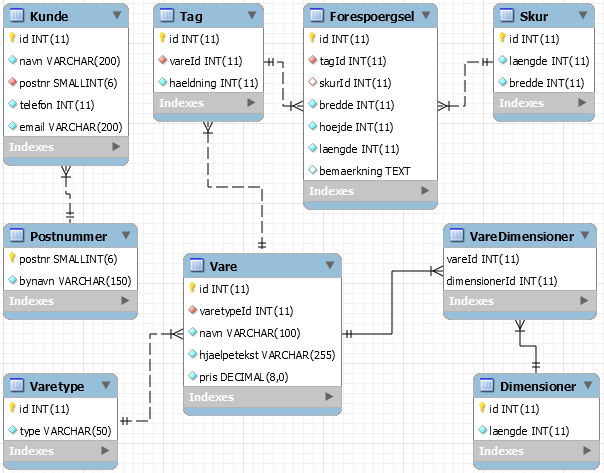 Kunde
id INT(11)
navn VARCHAR(200)
postnr SMALLINT(6)
telefon INT(11)
email VARCHAR(200)
Indexes
Tag
id INT(11)
vareId INT(11)
haeldning INT(11)
Indexes
Forespoergsel
id INT(11)
tagId INT(11)
skurId INT(11)
bredde INT(11)
hoejde INT(11)
længde INT(11)
bemaerkning TEXT
Indexes
Skur
id INT(11)
længde INT(11)
bredde INT(11)
Indexes
Postnummer
postnr SMALLINT(6)
bynavn VARCHAR(150)
Indexes
Vare
id INT(11)
varetypeId INT(11)
navn VARCHAR(100)
hjaelpetekst VARCHAR(255)
pris DECIMAL(8,0)
Indexes
VareDimensioner
vareId INT(11)
dimensionerId INT(11)
Indexes
Varetype
id INT(11)
type VARCHAR(50)
Indexes
Dimensioner
id INT(11)
længde INT(11)
Indexes